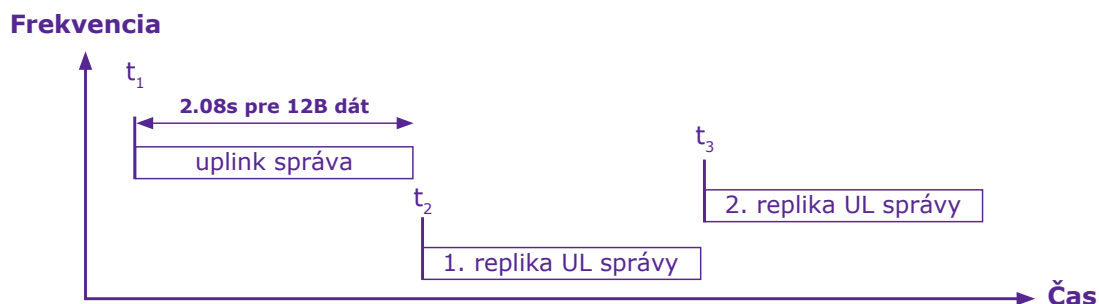 Frekvencia
t1
2.08s pre 12B dát
uplink správa
t3
t2
2. replika UL správy
1. replika UL správy
Čas